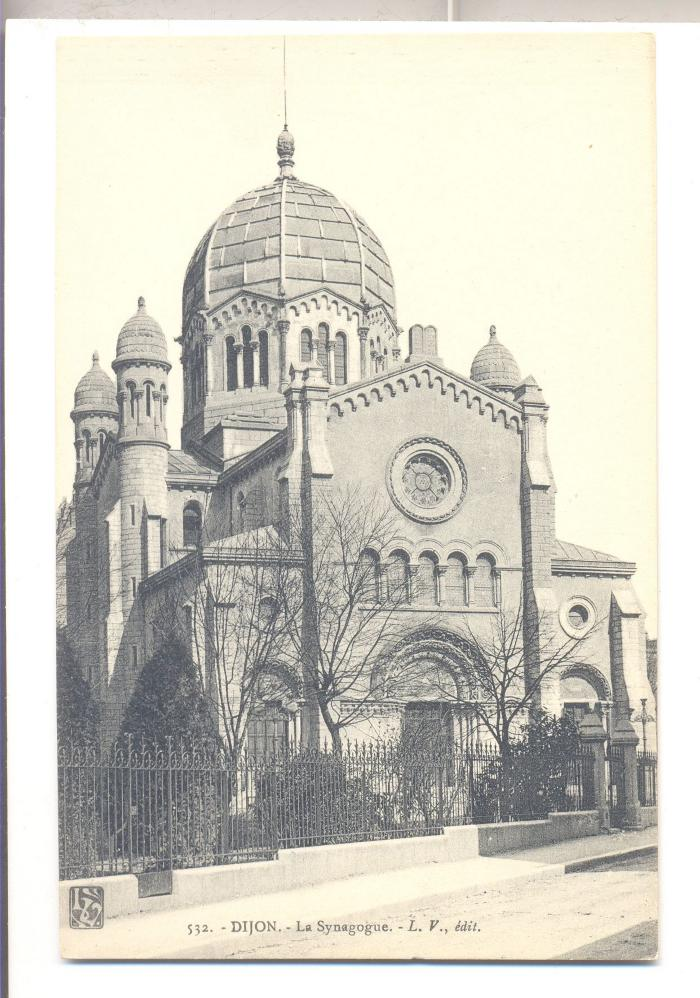 532. - DIJON. - La Synagogue. - L. V., édit.